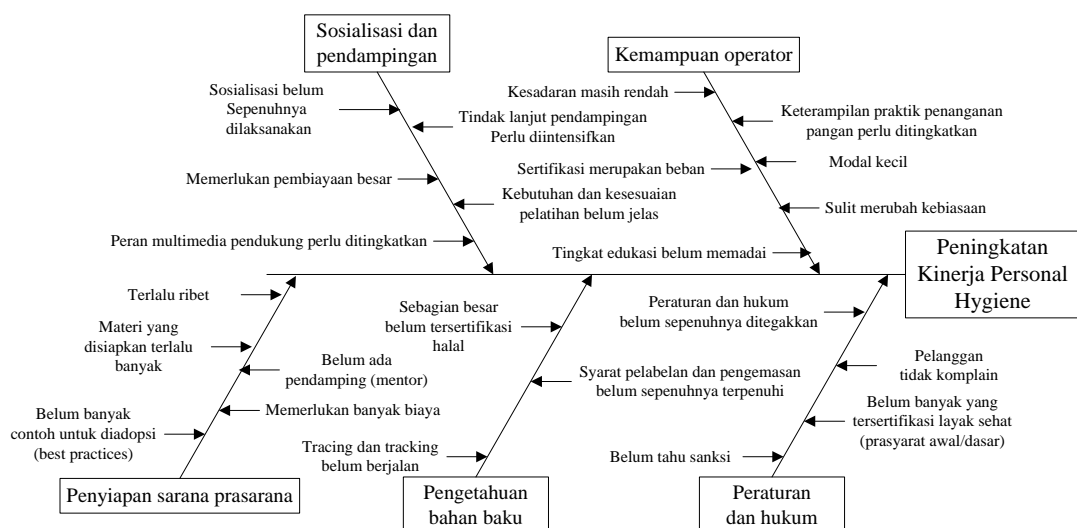 Sosialisasi dan
pendampingan
Kemampuan operator
Sosialisasi belum
Sepenuhnya
dilaksanakan
Tindak lanjut pendampingan
Perlu diintensifkan
Memerlukan pembiayaan besar
Kebutuhan dan kesesuaian
pelatihan belum jelas
Peran multimedia pendukung perlu ditingkatkan
Kesadaran masih rendah
Keterampilan praktik penanganan
pangan perlu ditingkatkan
Modal kecil
Sertifikasi merupakan beban
Sulit merubah kebiasaan
Tingkat edukasi belum memadai
Peningkatan
Kinerja Personal
Hygiene
Terlalu ribet
Materi yang
disiapkan terlalu
banyak
Belum ada
pendamping (mentor)
Memerlukan banyak biaya
Belum banyak
contoh untuk diadopsi
(best practices)
Penyiapan sarana prasarana
Sebagian besar
belum tersertifikasi
halal
Syarat pelabelan dan pengemasan
belum sepenuhnya terpenuhi
Tracing dan tracking
belum berjalan
Pengetahuan
bahan baku
Peraturan dan hukum
belum sepenuhnya ditegakkan
Pelanggan
tidak komplain
Belum banyak yang
tersertifikasi layak sehat
(prasyarat awal/dasar)
Belum tahu sanksi
Peraturan
dan hukum